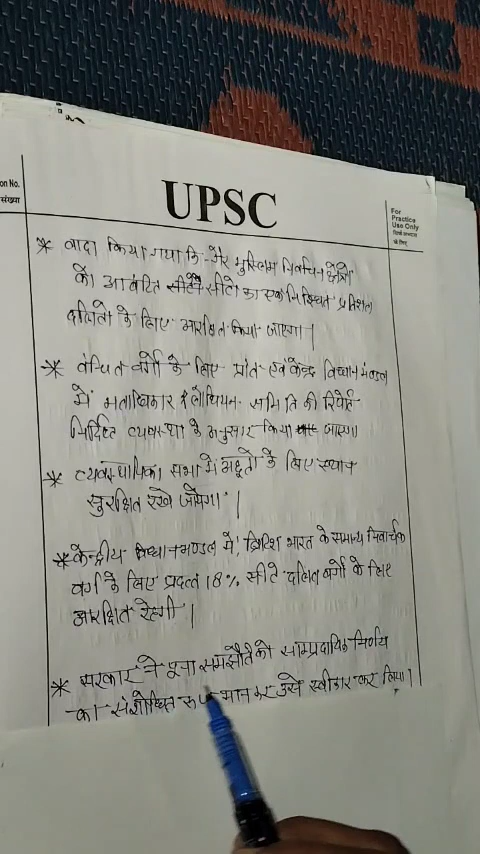 on No.
संख्या
UPSC
For
Practice
Use Only
* वादा किया गया कि गैर मुस्लिम निर्वाचन क्षेत्रों
को आवंटित सीटों का एक निश्चित प्रतिशत
दलितों के लिए आरक्षित किया जाएगा।
* वंचित वर्गो के लिए प्रांत एवं केन्द्र विधानमंडल
में मताधिकार लोथियन समिति की रिपोर्ट
निर्दिष्ट व्यवस्था के अनुसार किया जाएगा
* व्यवस्थापिका सभा में अछूतों के लिए स्थान
सुरक्षित रखे जायेगा।
* केन्द्रीय विधानमण्डल में, ब्रिटिश भारत के सामान्य निर्वाचक
वर्ग के लिए प्रदत्त 18% सीटे दलित वर्गो के लिए
आरक्षित रहेगी।
* सरकार ने पूना समझौते को साम्प्रदायिक निर्णय
का संशोधित रूप मानकर उसे स्वीकार कर लिया।